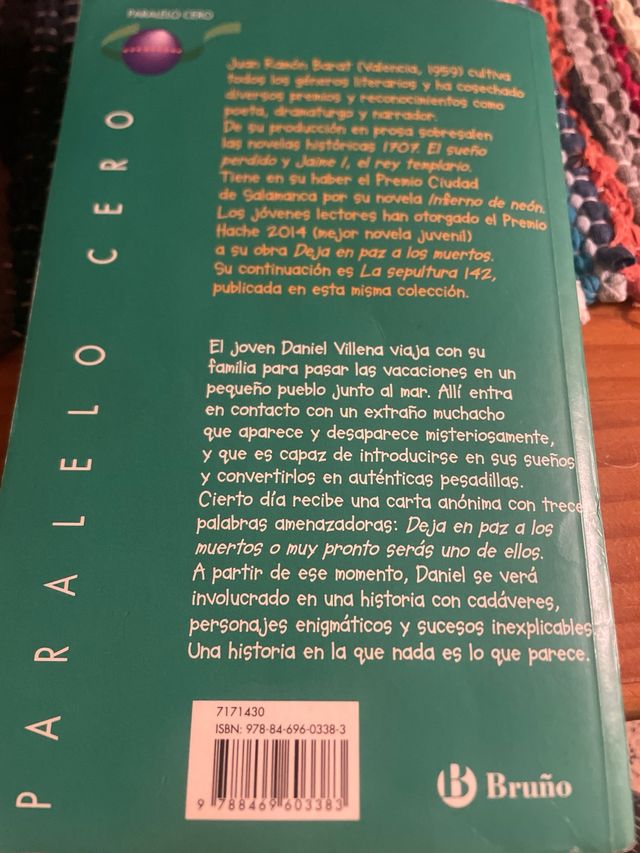 PARALELO CERO
PARALELO CERO
Juan Ramón Barat (Valencia, 1959) cultiva
todos los géneros literarios y ha cosechado
diversos premios y reconocimientos como
poeta, dramaturgo y narrador.
De su producción en prosa sobresalen
las novelas históricas 1707. El sueño
perdido y Jaime I, el rey templario.
Tiene en su haber el Premio Ciudad
de Salamanca por su novela Infierno de neón.
Los jóvenes lectores han otorgado el Premio
Hache 2014 (mejor novela juvenil)
a su obra Deja en paz a los muertos.
Su continuación es La sepultura 142,
publicada en esta misma colección.
El joven Daniel Villena viaja con su
familia para pasar las vacaciones en un
pequeño pueblo junto al mar. Allí entra
en contacto con un extraño muchacho
que aparece y desaparece misteriosamente,
y que es capaz de introducirse en sus sueños
y convertirlos en auténticas pesadillas.
Cierto día recibe una carta anónima con trece
palabras amenazadoras: Deja en paz a los
muertos o muy pronto serás uno de ellos.
A partir de ese momento, Daniel se verá
involucrado en una historia con cadáveres,
personajes enigmáticos y sucesos inexplicables.
Una historia en la que nada es lo que parece.
7171430
ISBN: 978-84-696-0338-3
9 788469 603383
B Bruño